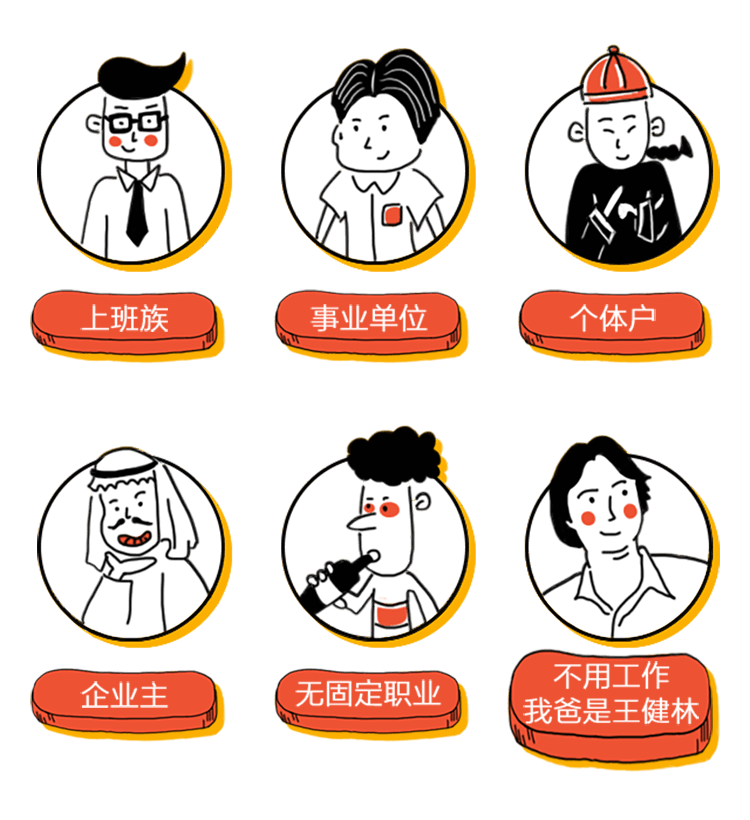 上班族
事业单位
个体户
企业主
无固定职业
不用工作
我爸是王健林